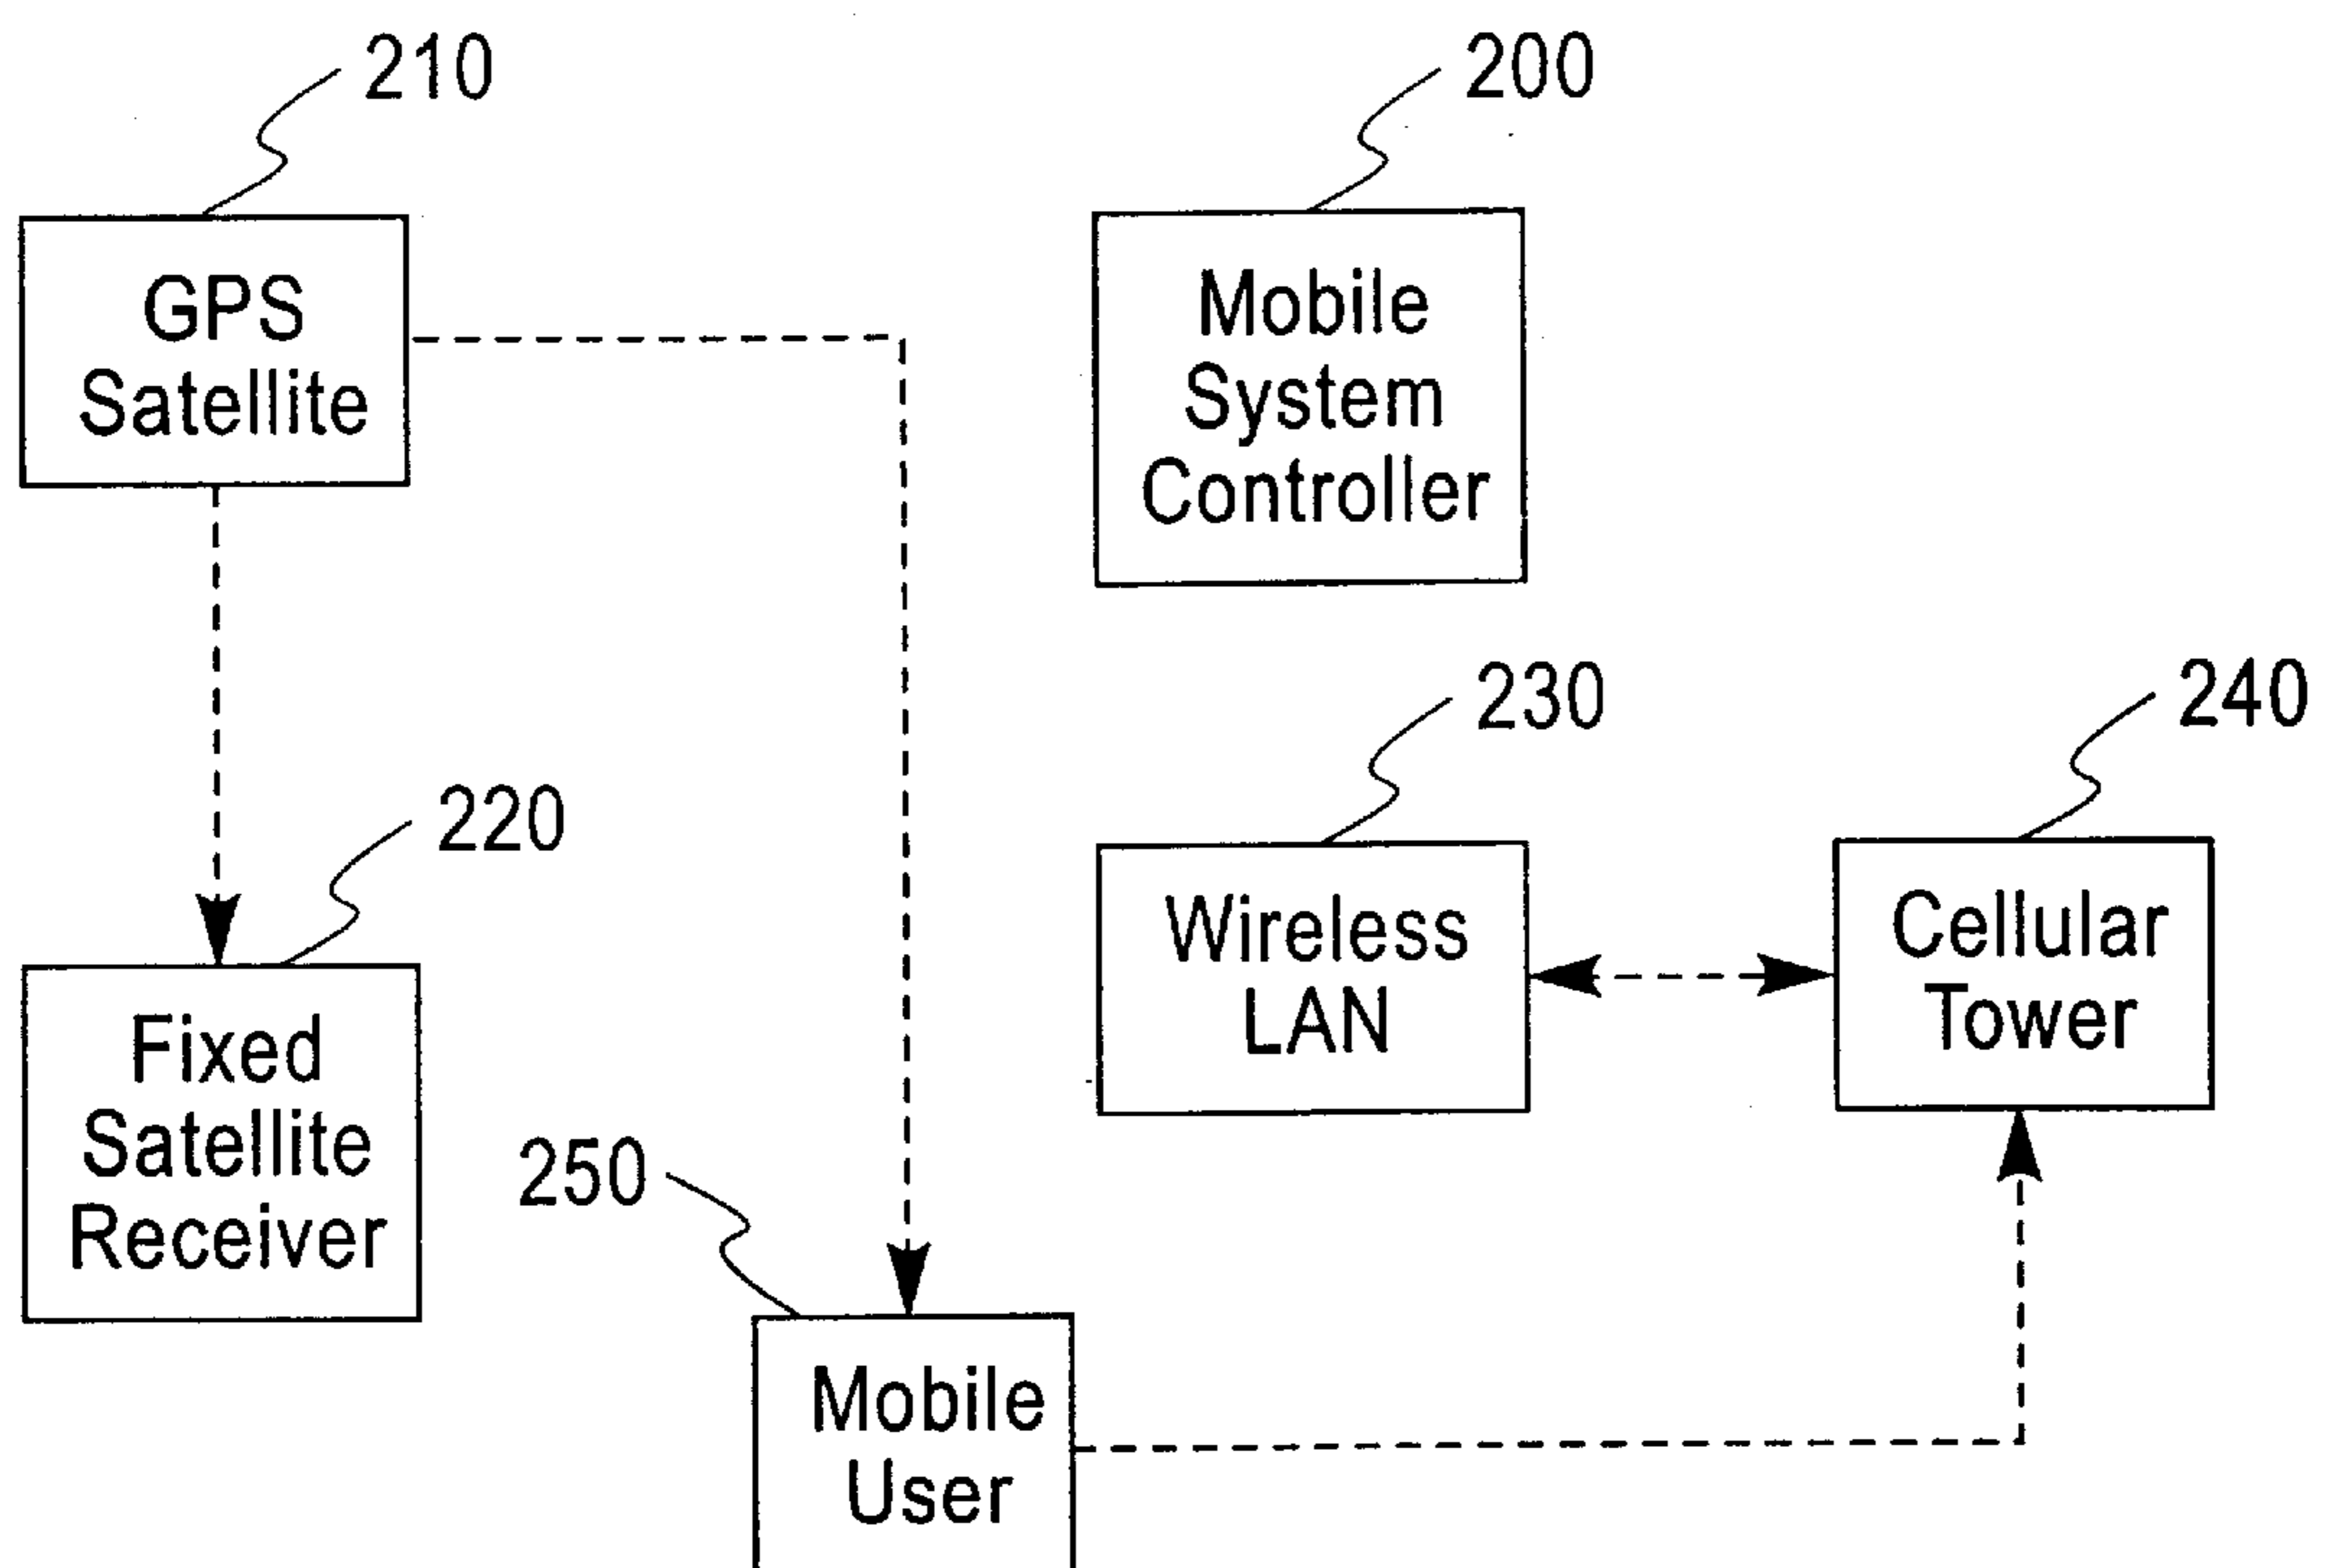 210
200
GPS
Satellite
Mobile
System
Controller
230
240
220
Wireless
LAN
Cellular
Tower
Fixed
Satellite
Receiver
250
Mobile
User